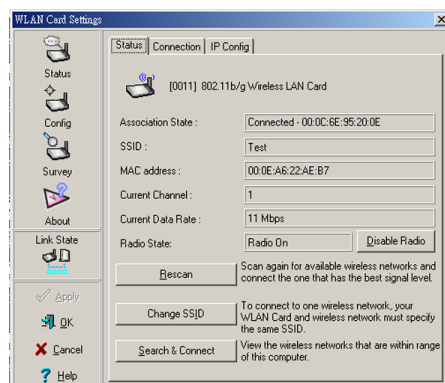 WLAN Card Settings
Status
Config
Survey
About
Link State
Apply
OK
Cancel
Help
Status Connection IP Config
[0011] 802.11b/g Wireless LAN Card
Association State : Connected - 00:0C:6E:95:20:0E
SSID : Test
MAC address : 00:0E:A6:22:AE:B7
Current Channel : 1
Current Data Rate : 11 Mbps
Radio State: Radio On Disable Radio
Rescan
Scan again for available wireless networks and
connect the one that has the best signal level.
Change SSID
To connect to one wireless network, your
WLAN Card and wireless network must specify
the same SSID.
Search & Connect
View the wireless networks that are within range
of this computer.